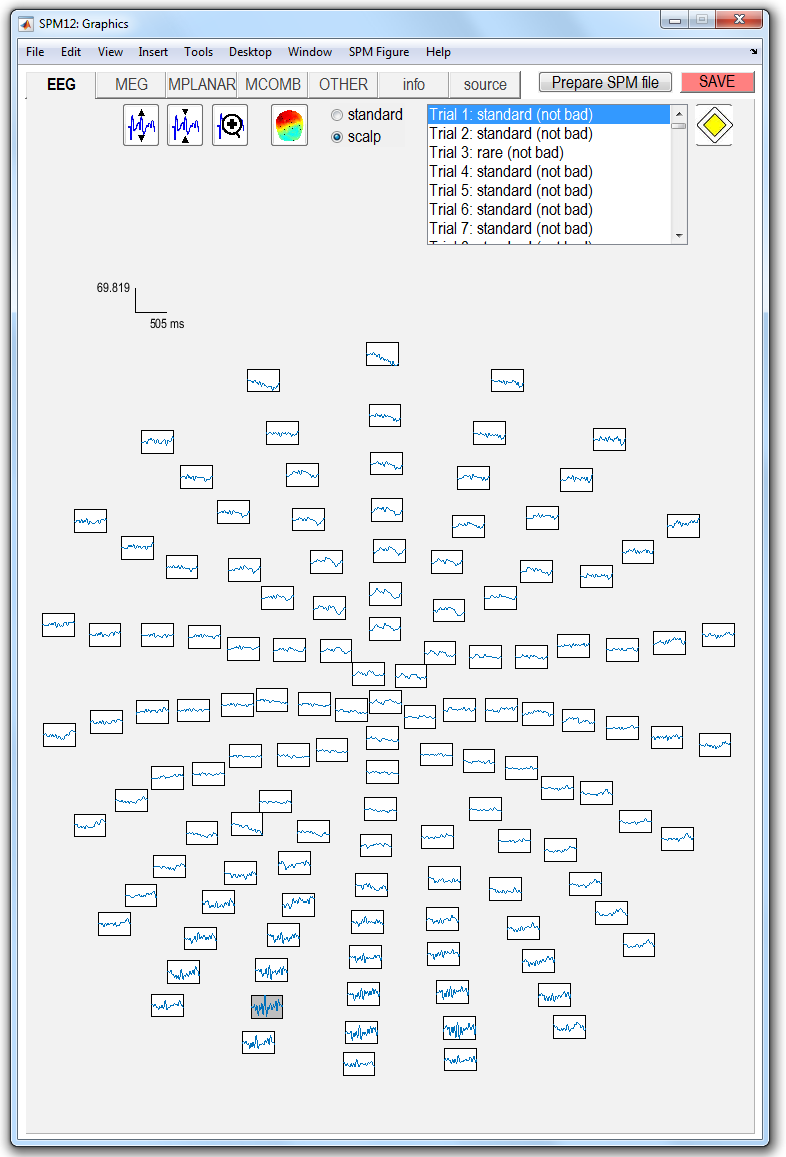 SPM12: Graphics
File Edit View Insert Tools Desktop Window SPM Figure Help
EEG MEG MPLANAR MCOMB OTHER info source Prepare SPM file SAVE
standard
scalp
Trial 1: standard (not bad)
Trial 2: standard (not bad)
Trial 3: rare (not bad)
Trial 4: standard (not bad)
Trial 5: standard (not bad)
Trial 6: standard (not bad)
Trial 7: standard (not bad)
69.819
505 ms